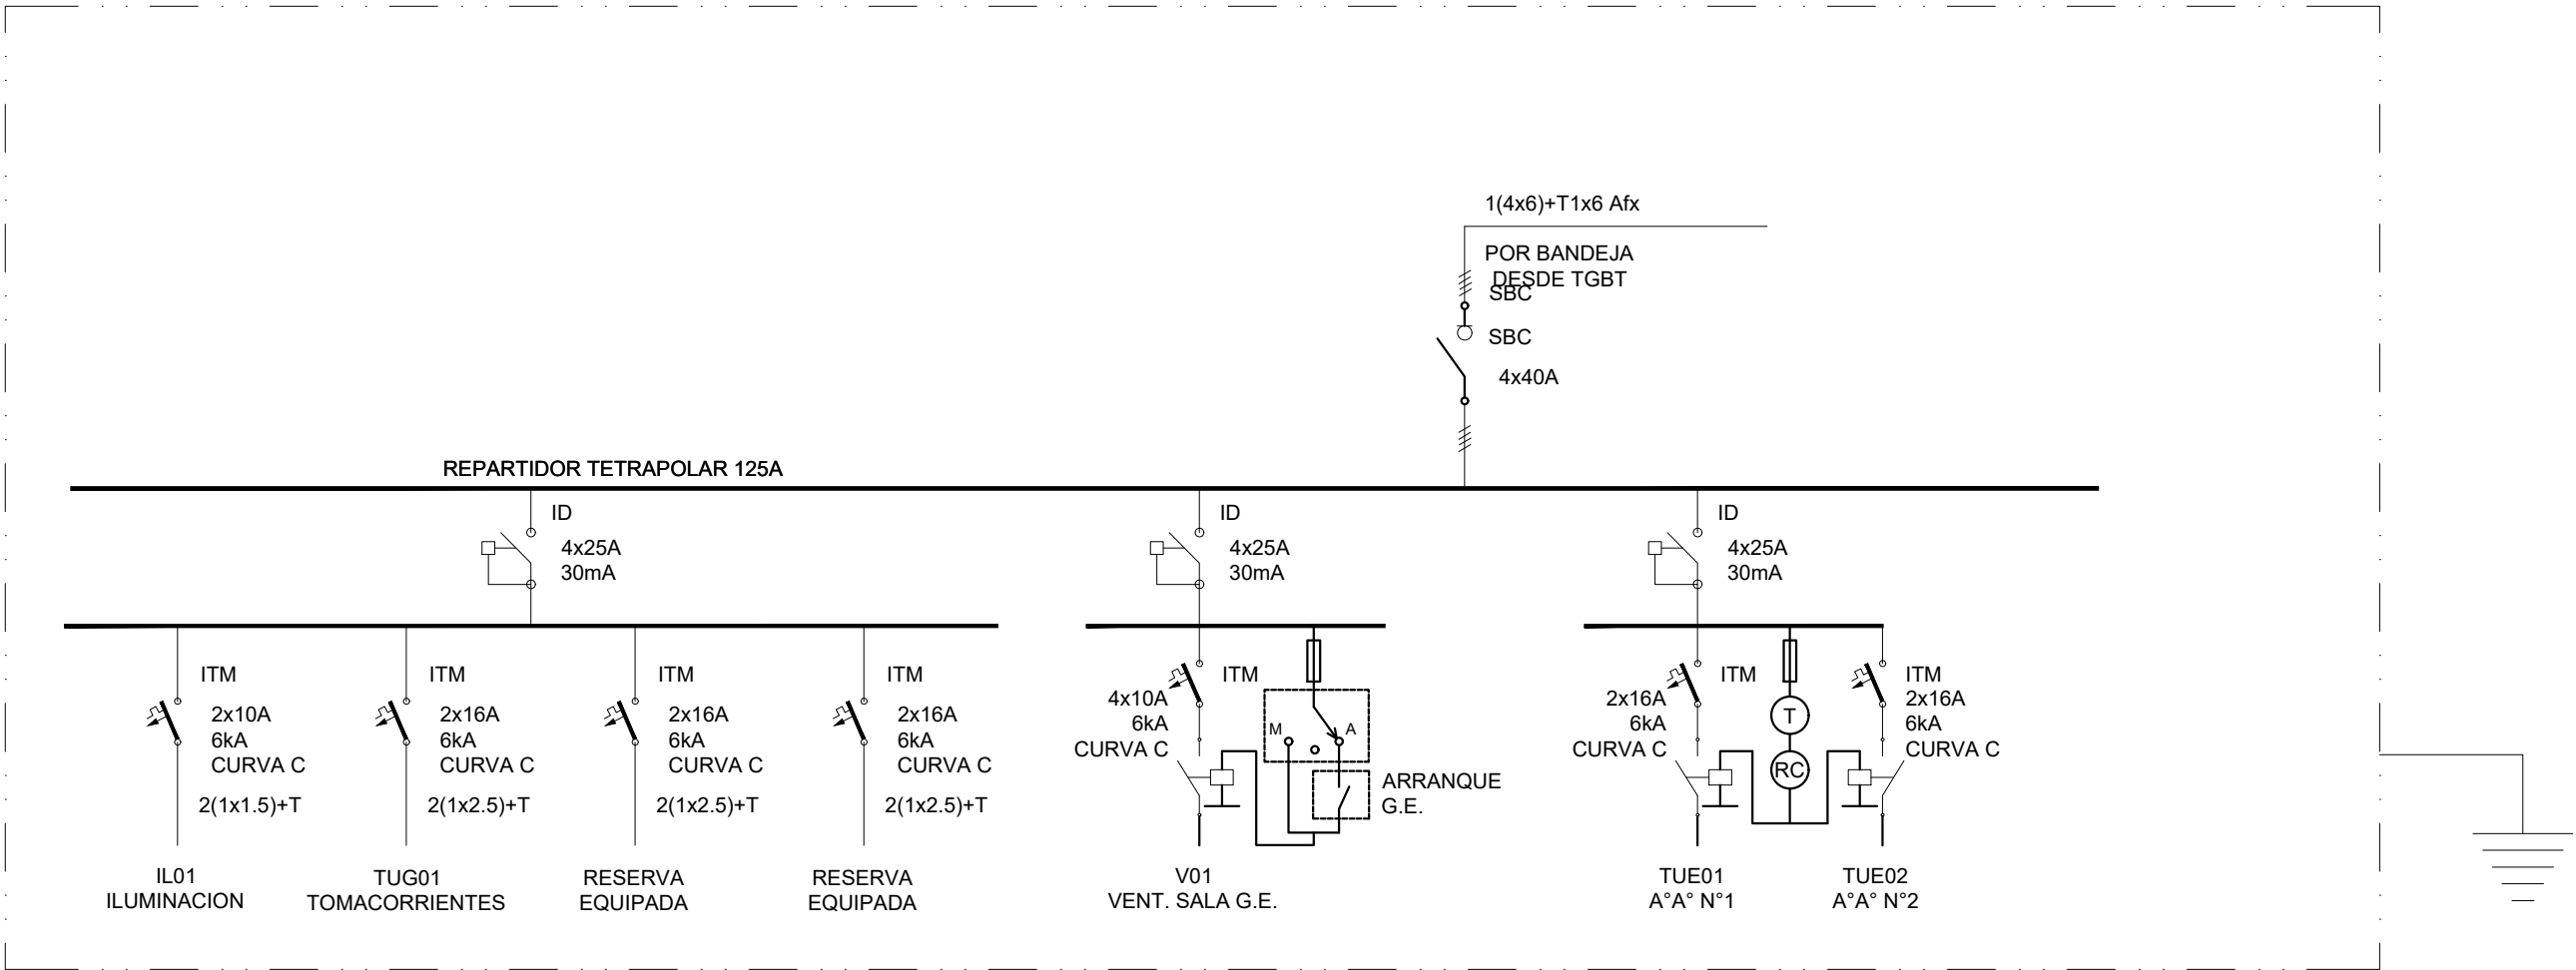 1(4x6)+T1x6 Afx
POR BANDEJA
DESDE TGBT
SBC
SBC
4x40A
REPARTIDOR TETRAPOLAR 125A
ID
4x25A
30mA
ID
4x25A
30mA
ID
4x25A
30mA
ITM
2x10A
6kA
CURVA C
2(1x1.5)+T
IL01
ILUMINACION
ITM
2x16A
6kA
CURVA C
2(1x2.5)+T
TUG01
TOMACORRIENTES
ITM
2x16A
6kA
CURVA C
2(1x2.5)+T
RESERVA
EQUIPADA
ITM
2x16A
6kA
CURVA C
2(1x2.5)+T
RESERVA
EQUIPADA
ITM
4x10A
6kA
CURVA C
M
A
ARRANQUE
G.E.
V01
VENT. SALA G.E.
ITM
2x16A
6kA
CURVA C
T
RC
TUE01
A°A° N°1
ITM
2x16A
6kA
CURVA C
TUE02
A°A° N°2